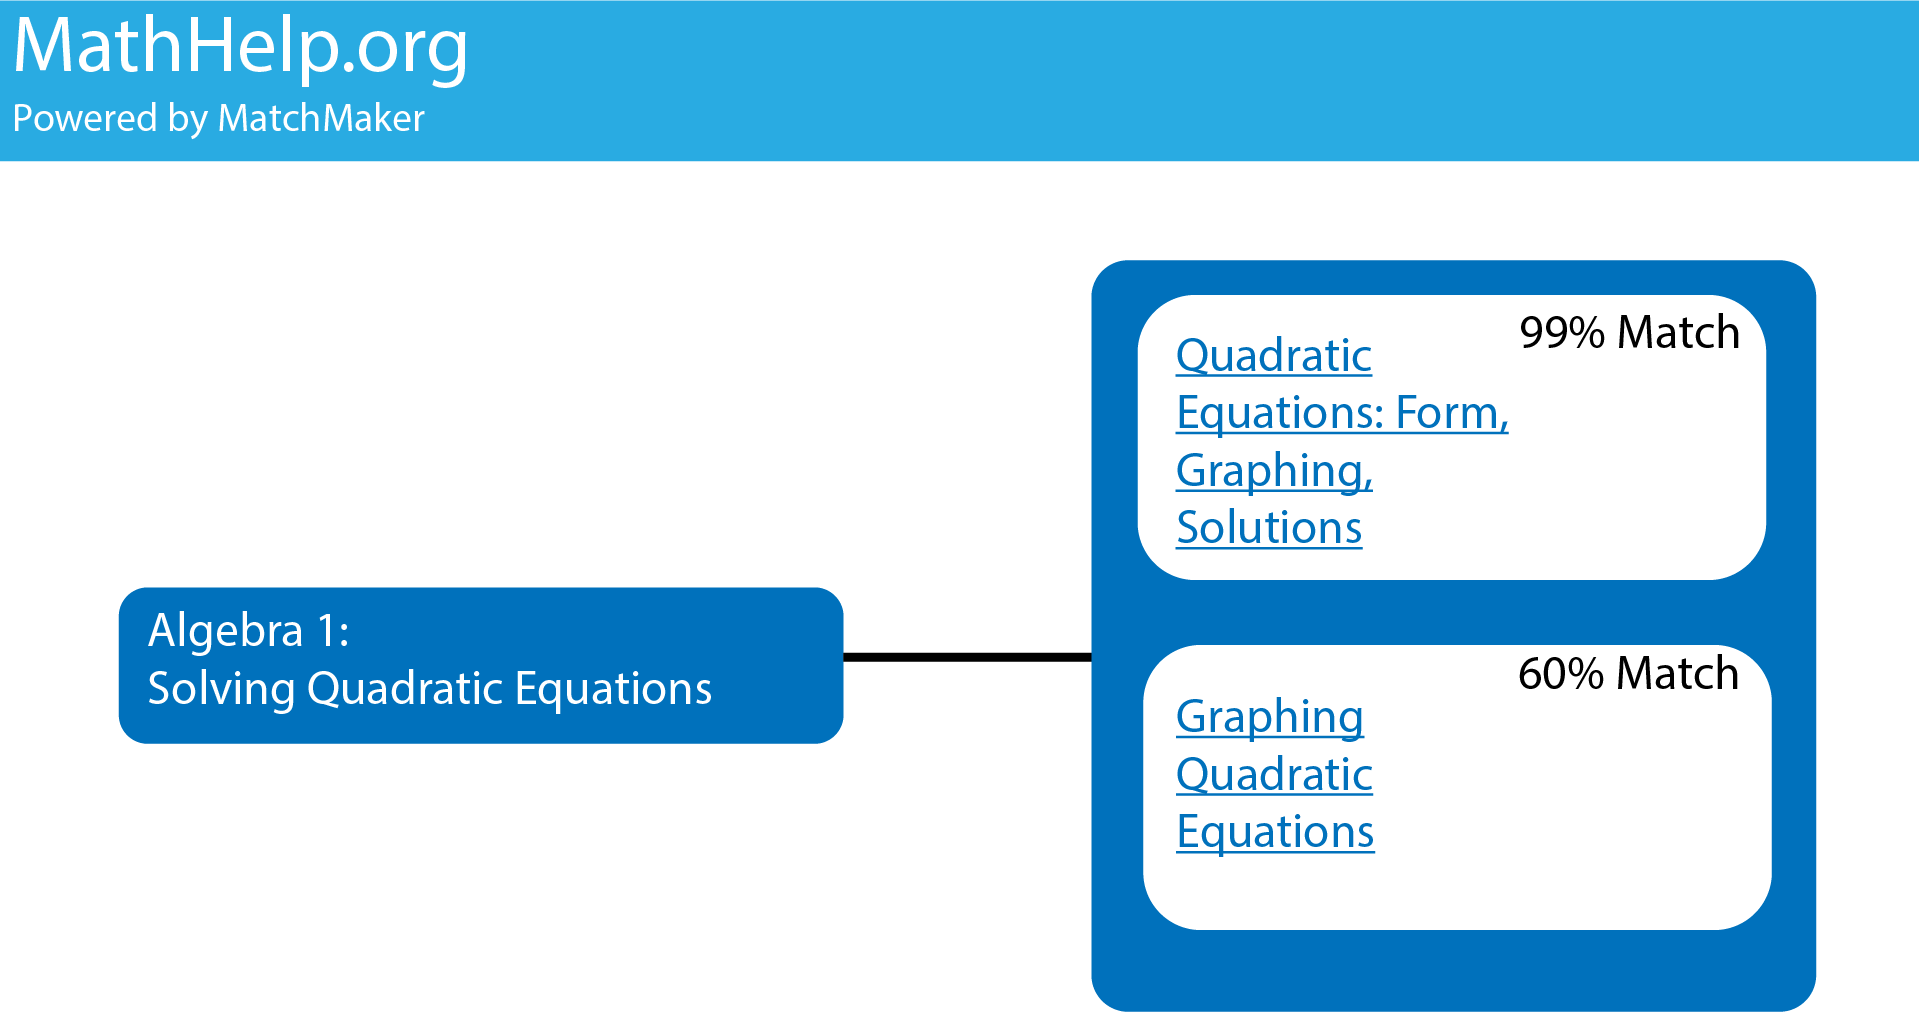 MathHelp.org
Powered by MatchMaker
Algebra 1:
Solving Quadratic Equations
99% Match
Quadratic
Equations: Form,
Graphing,
Solutions
60% Match
Graphing
Quadratic
Equations